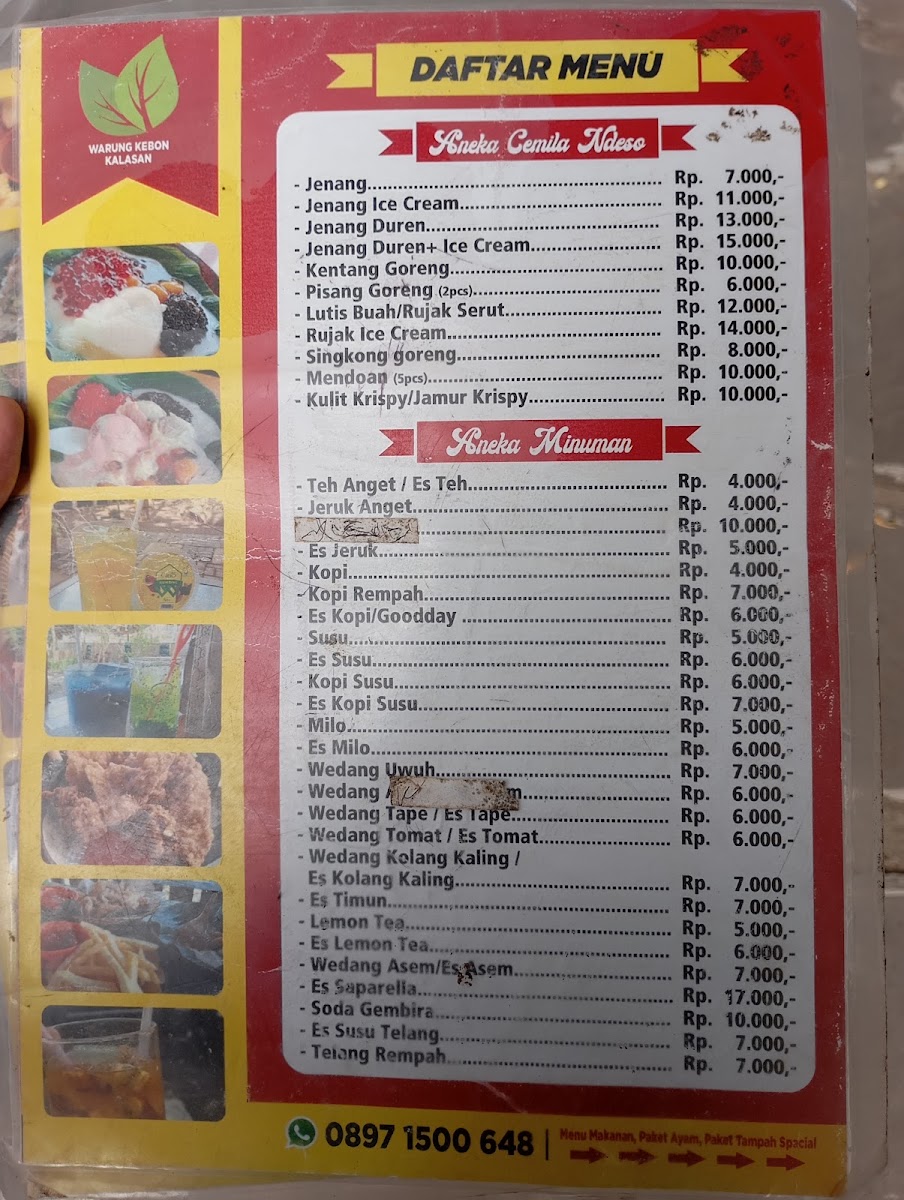 WARUNG KEBON
KALASAN
DAFTAR MENU
Aneka Cemila Ndeso
- Jenang Rp. 7.000,-
- Jenang Ice Cream Rp. 11.000,-
- Jenang Duren Rp. 13.000,-
- Jenang Duren+ Ice Cream Rp. 15.000,-
- Kentang Goreng Rp. 10.000,-
- Pisang Goreng (2pcs) Rp. 6.000,-
- Lutis Buah/Rujak Serut Rp. 12.000,-
- Rujak Ice Cream Rp. 14.000,-
- Singkong goreng Rp. 8.000,-
- Mendoan (5pcs) Rp. 10.000,-
- Kulit Krispy/Jamur Krispy Rp. 10.000,-
Aneka Minuman
- Teh Anget / Es Teh Rp. 4.000,-
- Jeruk Anget Rp. 4.000,-
Rp. 10.000,-
- Es Jeruk Rp. 5.000,-
- Kopi Rp. 4.000,-
- Kopi Rempah Rp. 7.000,-
- Es Kopi/Goodday Rp. 6.000,-
- Susu Rp. 5.000,-
- Es Susu Rp. 6.000,-
- Kopi Susu Rp. 6.000,-
- Es Kopi Susu Rp. 7.000,-
- Milo Rp. 5.000,-
- Es Milo Rp. 6.000,-
- Wedang Uwuh Rp. 7.000,-
- Wedang Rp. 6.000,-
- Wedang Tape / Es Tape Rp. 6.000,-
- Wedang Tomat / Es Tomat Rp. 6.000,-
- Wedang Kolang Kaling /
Es Kolang Kaling Rp. 7.000,-
- Es Timun Rp. 7.000,-
- Lemon Tea Rp. 5.000,-
- Es Lemon Tea Rp. 6.000,-
- Wedang Asem/Es Asem Rp. 7.000,-
- Es Saparella Rp. 17.000,-
- Soda Gembira Rp. 10.000,-
- Es Susu Telang Rp. 7.000,-
- Telang Rempah Rp. 7.000,-
0897 1500 648 | Menu Makanan, Paket Ayam, Paket Tampah Spacial